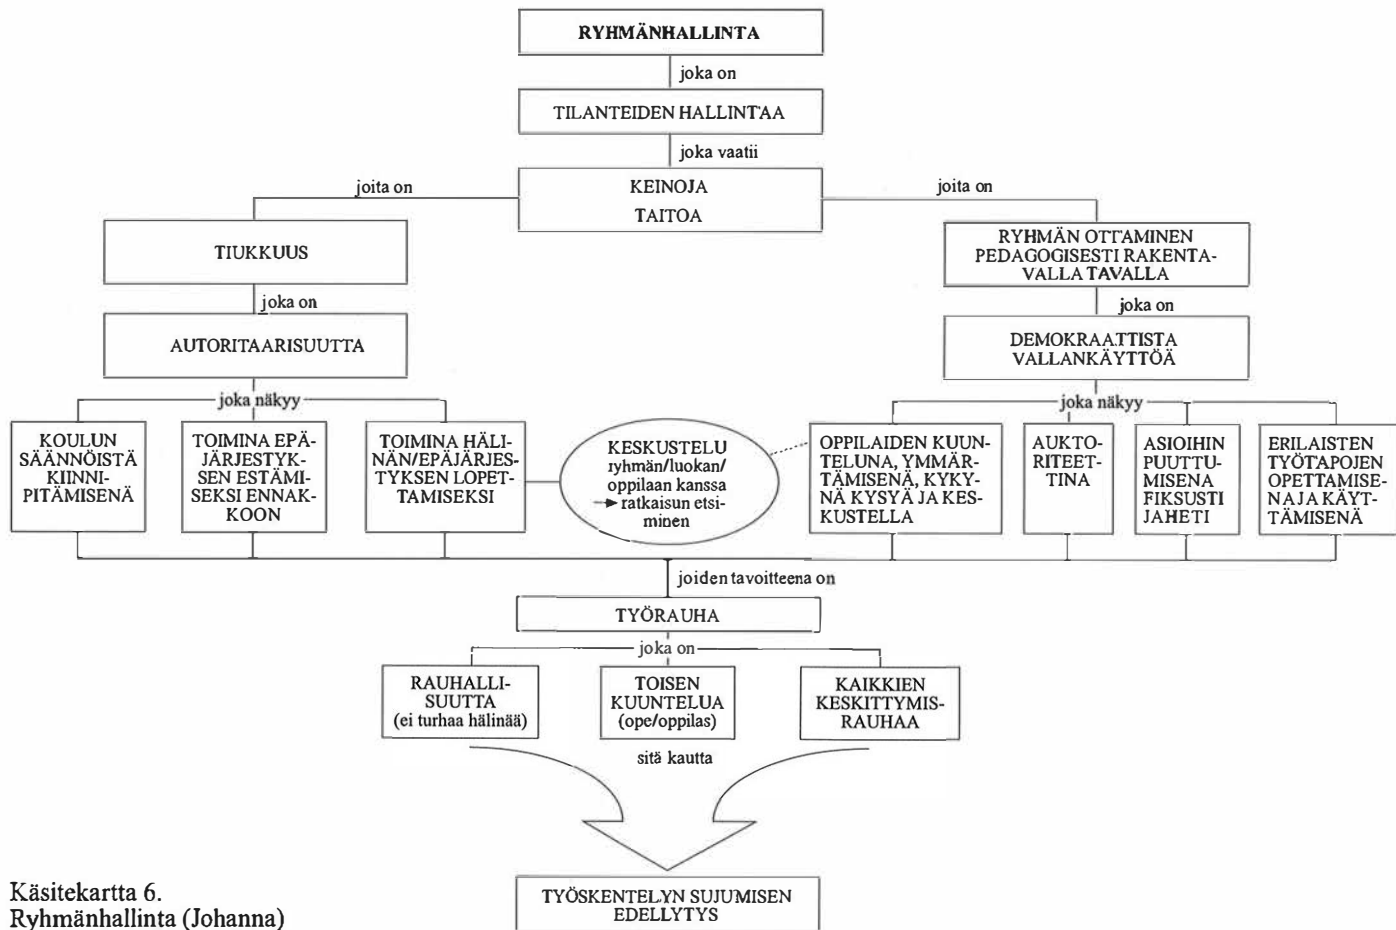 RYHMÄNHALLINTA
joka on
TILANTEIDEN HALLINTAA
joka vaatii
KEINOJA
TAITOA
joita on
joita on
TIUKKUUS
joka on
AUTORITAARISUUTTA
joka näkyy
RYHMÄN OTTAMINEN
PEDAGOGISESTI RAKENTA-
VALLA TAVALLA
joka on
DEMOKRAATTISTA
VALLANKÄYTTÖÄ
joka näkyy
KOULUN
SÄÄNNÖISTÄ
KIINNI-
PITÄMISENÄ
TOIMINA EPÄ-
JÄRJESTYK-
SEN ESTÄMI-
SEKSI ENNAK-
KOON
TOIMINA HÄLI-
NÄN/EPÄJÄRJES-
TYKSEN LOPET-
TAMISEKSI
KESKUSTELU
ryhmän/luokan/
oppilaan kanssa
→ ratkaisun etsi-
minen
OPPILAIDEN KUUN-
TELUNA, YMMÄR-
TÄMISENÄ, KYKY-
NÄ KYSYÄ JA KES-
KUSTELLA
AUKTO-
RITEET-
TINA
ASIOIHIN
PUUTTU-
MISENA
FIKSUSTI
JA HETI
ERILAISTEN
TYÖTAPOJEN
OPETTAMISE-
NA JA KÄYT-
TÄMISENÄ
joiden tavoitteena on
TYÖRAUHA
joka on
RAUHALLI-
SUUTTA
(ei turhaa hälinää)
TOISEN
KUUNTELUA
(ope/oppilas)
KAIKKIEN
KESKITTYMIS-
RAUHAA
sitä kautta
TYÖSKENTELYN SUJUMISEN
EDELLYTYS
Käsitekartta 6.
Ryhmänhallinta (Johanna)